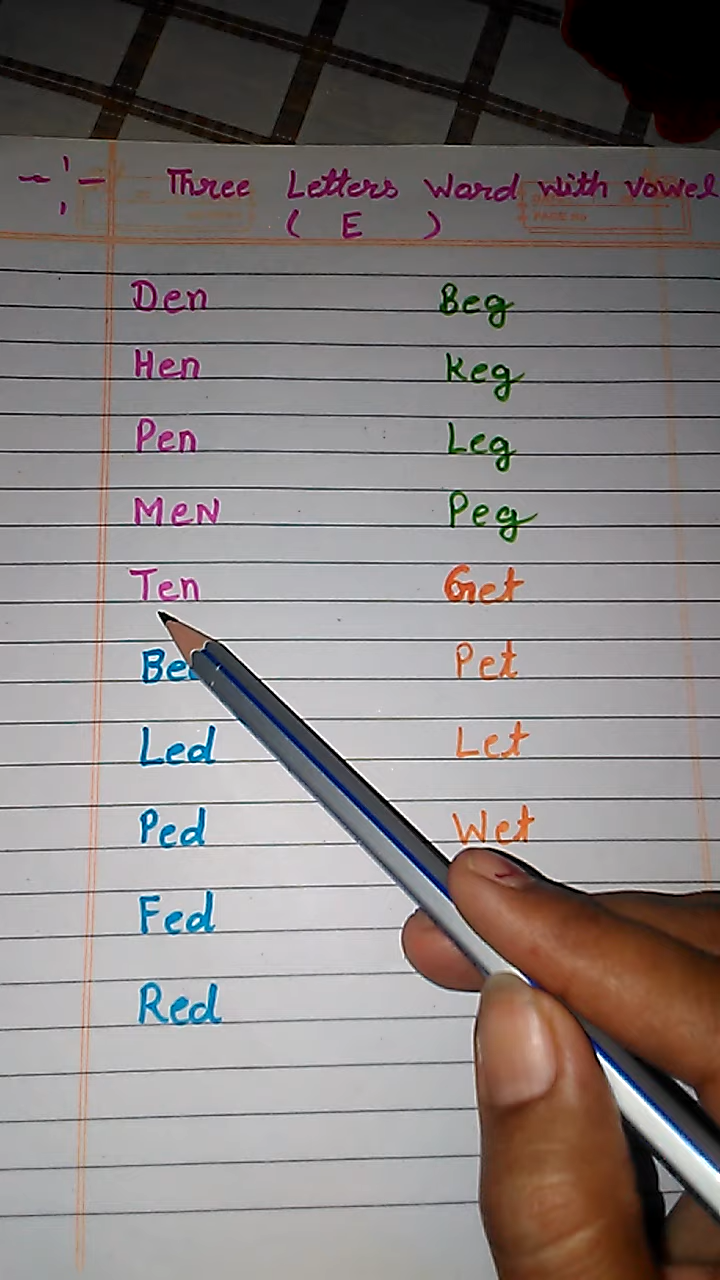 Three Letters Word with vowel
( E )
Den
Hen
Pen
MeN
Ten
Led
Ped
Fed
Red
Beg
Keg
Leg
Peg
Get
Pet
Let
Wet